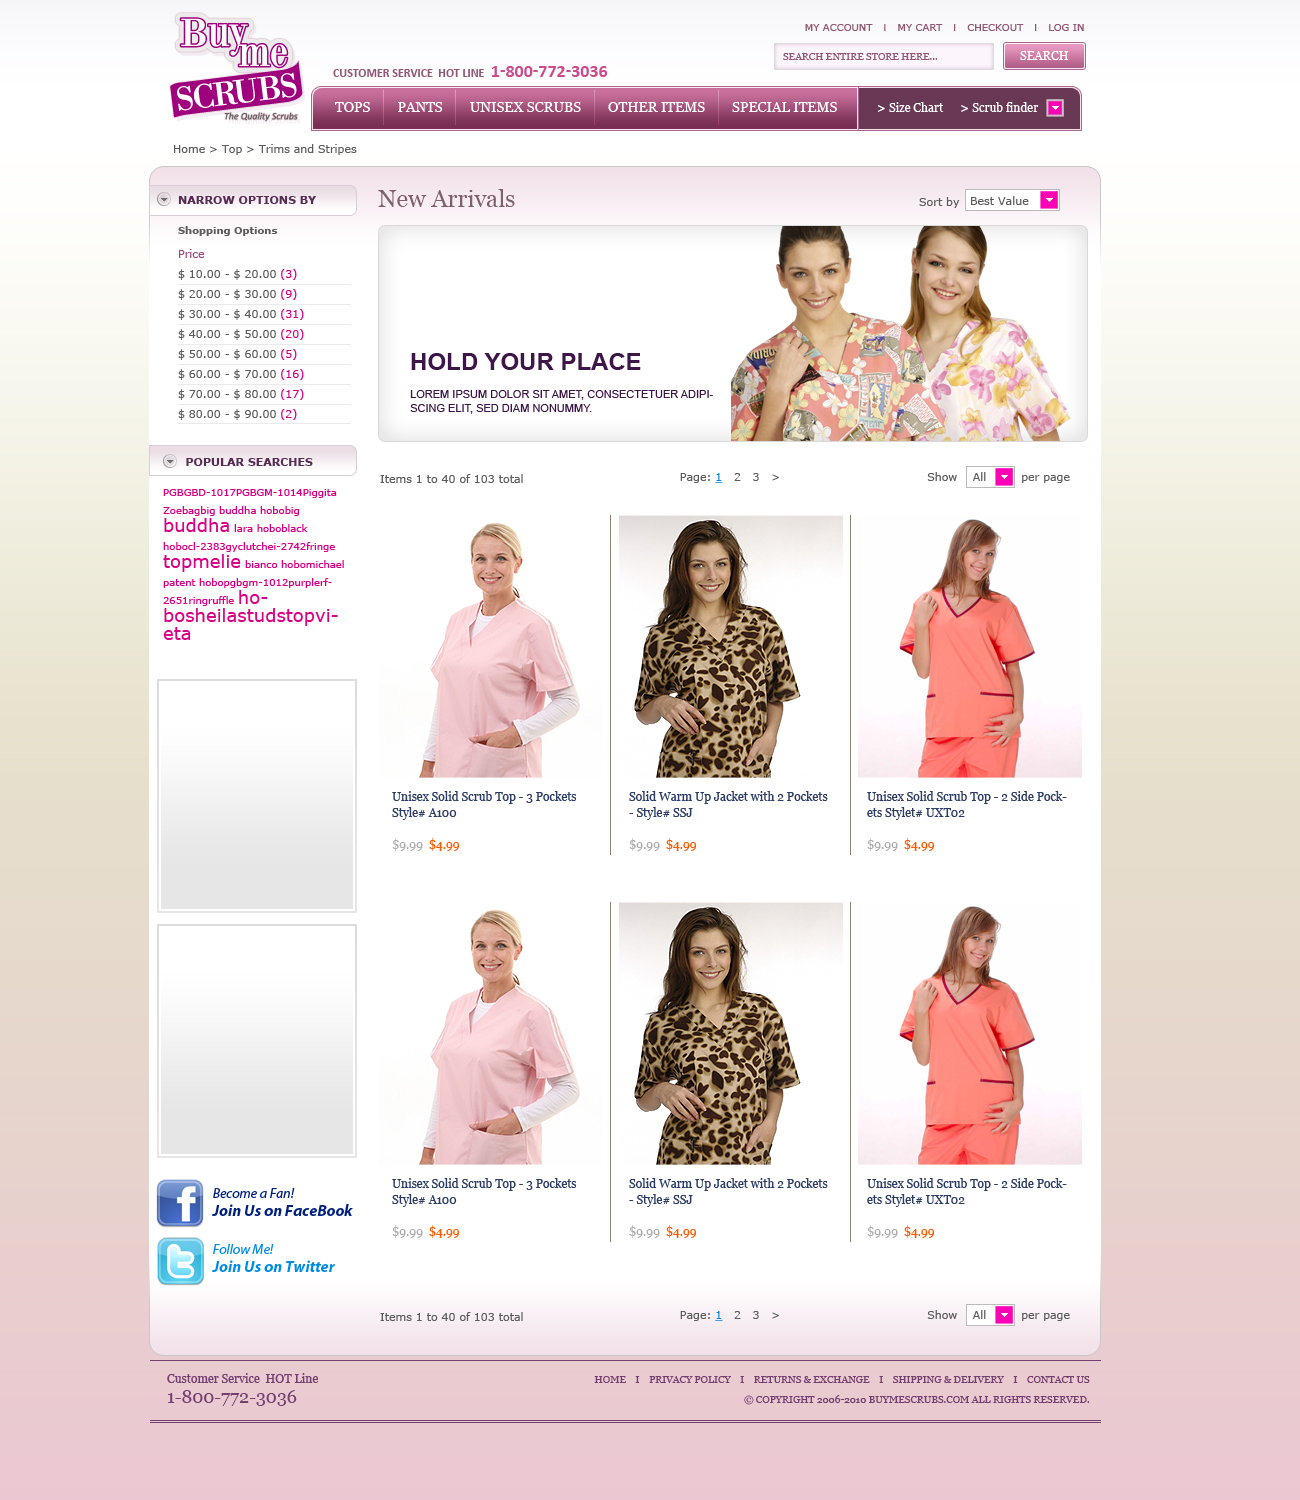 Buy me
SCRUBS
The Quality Scrubs
MY ACCOUNT I MY CART I CHECKOUT I LOG IN
SEARCH ENTIRE STORE HERE...
SEARCH
CUSTOMER SERVICE HOT LINE 1-800-772-3036
TOPS PANTS UNISEX SCRUBS OTHER ITEMS SPECIAL ITEMS > Size Chart > Scrub finder
Home > Top > Trims and Stripes
NARROW OPTIONS BY
Shopping Options
Price
$ 10.00 - $ 20.00 (3)
$ 20.00 - $ 30.00 (9)
$ 30.00 - $ 40.00 (31)
$ 40.00 - $ 50.00 (20)
$ 50.00 - $ 60.00 (5)
$ 60.00 - $ 70.00 (16)
$ 70.00 - $ 80.00 (17)
$ 80.00 - $ 90.00 (2)
POPULAR SEARCHES
PGBGBD-1017PGBGM-1014Piggita
Zoebagbig buddha hobobig
buddha lara hoboblack
hobocl-2383gyclutchei-2742fringe
topmelie bianco hobomichael
patent hobopgbgm-1012purplerf-
2651ringruffle ho-
bosheilastudstopvi-
eta
Become a Fan!
Join Us on FaceBook
Follow Me!
Join Us on Twitter
New Arrivals
Sort by Best Value
HOLD YOUR PLACE
LOREM IPSUM DOLOR SIT AMET, CONSECTETUER ADIPI-
SCING ELIT, SED DIAM NONUMMY.
Items 1 to 40 of 103 total Page: 1 2 3 > Show All per page
Unisex Solid Scrub Top - 3 Pockets
Style# A100
$9.99 $4.99
Solid Warm Up Jacket with 2 Pockets
- Style# SSJ
$9.99 $4.99
Unisex Solid Scrub Top - 2 Side Pock-
ets Stylet# UXT02
$9.99 $4.99
Unisex Solid Scrub Top - 3 Pockets
Style# A100
$9.99 $4.99
Solid Warm Up Jacket with 2 Pockets
- Style# SSJ
$9.99 $4.99
Unisex Solid Scrub Top - 2 Side Pock-
ets Stylet# UXT02
$9.99 $4.99
Items 1 to 40 of 103 total Page: 1 2 3 > Show All per page
Customer Service HOT Line
1-800-772-3036
HOME I PRIVACY POLICY I RETURNS & EXCHANGE I SHIPPING & DELIVERY I CONTACT US
© COPYRIGHT 2006-2010 BUYMESCRUBS.COM ALL RIGHTS RESERVED.